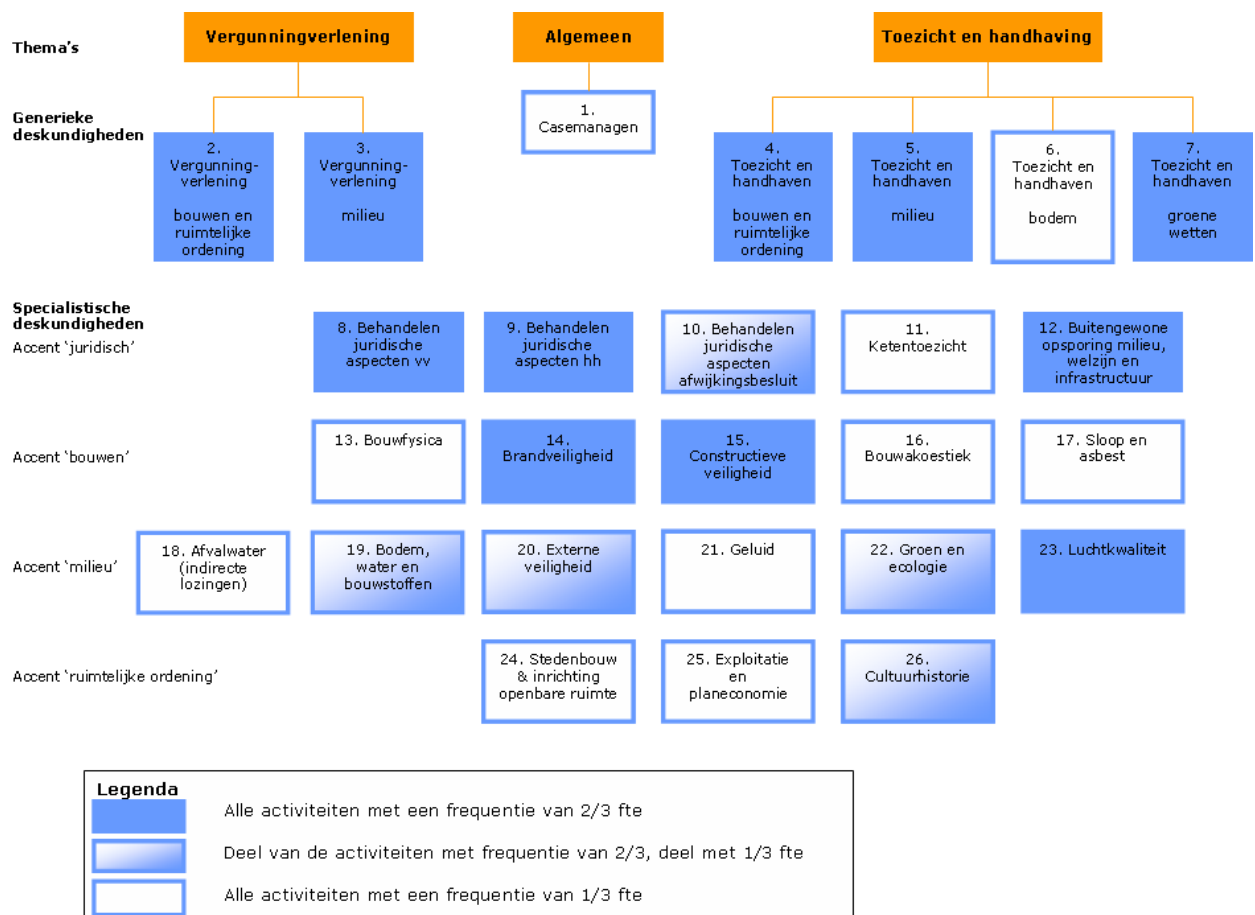 Thema's
Vergunningverlening
Algemeen
Toezicht en handhaving
Generieke
deskundigheden
1.
Casemanagen
2.
Vergunning-
verlening
bouwen en
ruimtelijke
ordening
3.
Vergunning-
verlening
milieu
4.
Toezicht en
handhaven
bouwen en
ruimtelijke
ordening
5.
Toezicht en
handhaven
milieu
6.
Toezicht en
handhaven
bodem
7.
Toezicht en
handhaven
groene
wetten
Specialistische
deskundigheden
Accent 'juridisch'
8. Behandelen
juridische
aspecten vv
9. Behandelen
juridische
aspecten hh
10. Behandelen
juridische
aspecten
afwijkingsbesluit
11.
Ketentoezicht
12. Buitengewone
opsporing milieu,
welzijn en
infrastructuur
Accent 'bouwen'
13. Bouwfysica
14.
Brandveiligheid
15.
Constructieve
veiligheid
16.
Bouwakoestiek
17. Sloop en
asbest
Accent 'milieu'
18. Afvalwater
(indirecte
lozingen)
19. Bodem,
water en
bouwstoffen
20. Externe
veiligheid
21. Geluid
22. Groen en
ecologie
23. Luchtkwaliteit
Accent 'ruimtelijke ordening'
24. Stedenbouw
& inrichting
openbare ruimte
25. Exploitatie
en
planeconomie
26.
Cultuurhistorie
Legenda
Alle activiteiten met een frequentie van 2/3 fte
Deel van de activiteiten met frequentie van 2/3, deel met 1/3 fte
Alle activiteiten met een frequentie van 1/3 fte